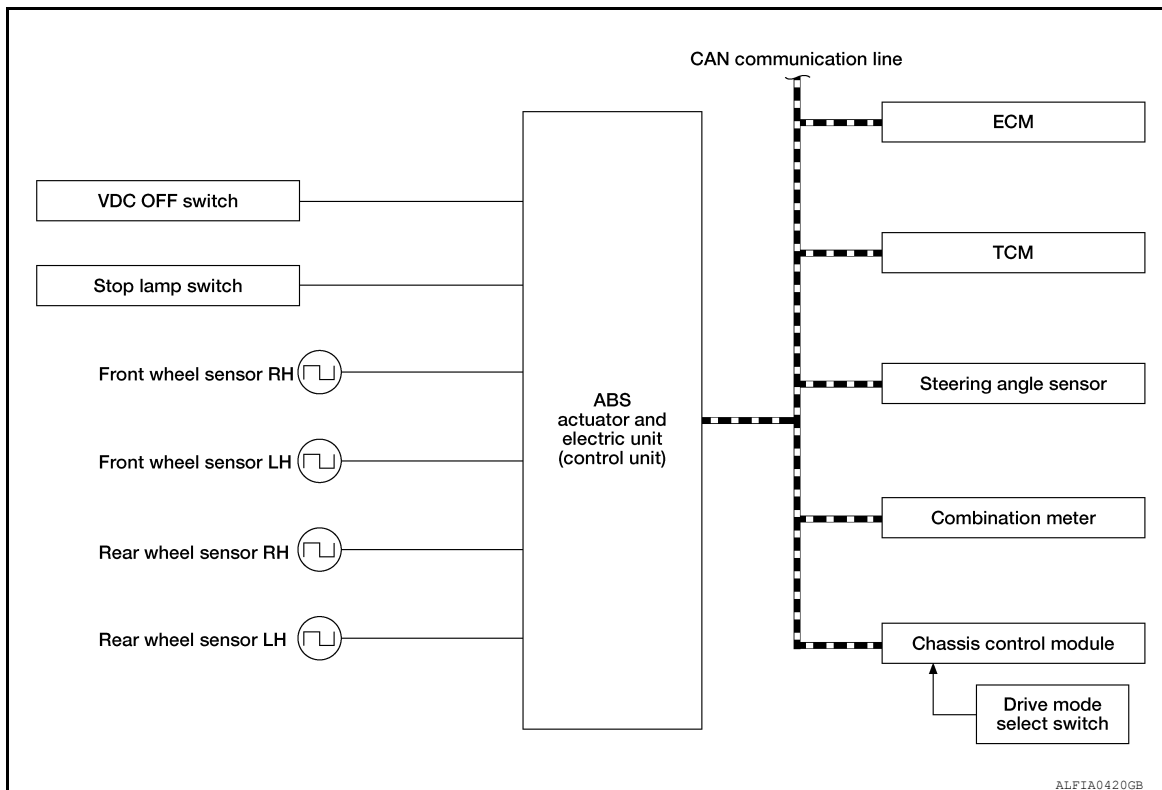 CAN communication line
ECM
VDC OFF switch
TCM
Stop lamp switch
Front wheel sensor RH
Steering angle sensor
ABS
actuator and
electric unit
(control unit)
Front wheel sensor LH
Combination meter
Rear wheel sensor RH
Rear wheel sensor LH
Chassis control module
Drive mode
select switch
ALFIA0420GB